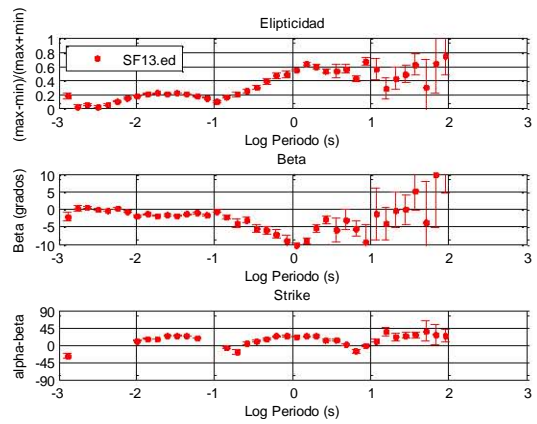 Elipticidad
(max-min)/(max+min)
1
0.8
0.6
0.4
0.2
0
SF13.ed
-3 -2 -1 0 1 2 3
Log Periodo (s)
Beta
Beta (grados)
10
5
0
-5
-10
-3 -2 -1 0 1 2 3
Log Periodo (s)
Strike
alpha-beta
90
45
0
-45
-90
-3 -2 -1 0 1 2 3
Log Periodo (s)